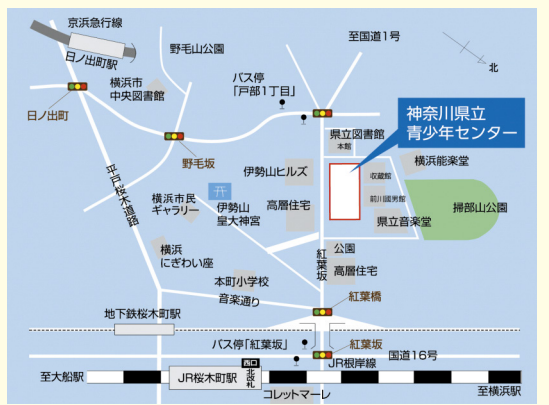 京浜急行線
日ノ出町駅
野毛山公園
至国道1号
北
横浜市
中央図書館
バス停
「戸部1丁目」
日ノ出町
野毛坂
県立図書館
本館
神奈川県立
青少年センター
横浜能楽堂
伊勢山ヒルズ
収蔵館
前川國男館
高層住宅
掃部山公園
県立音楽堂
平戸桜木道路
横浜市民
ギャラリー
伊勢山
皇大神宮
横浜
にぎわい座
紅葉坂
公園
高層住宅
本町小学校
音楽通り
紅葉橋
地下鉄桜木町駅
バス停「紅葉坂」
紅葉坂
国道16号
JR根岸線
至大船駅
JR桜木町駅
西口
北改札
至横浜駅
コレットマーレ